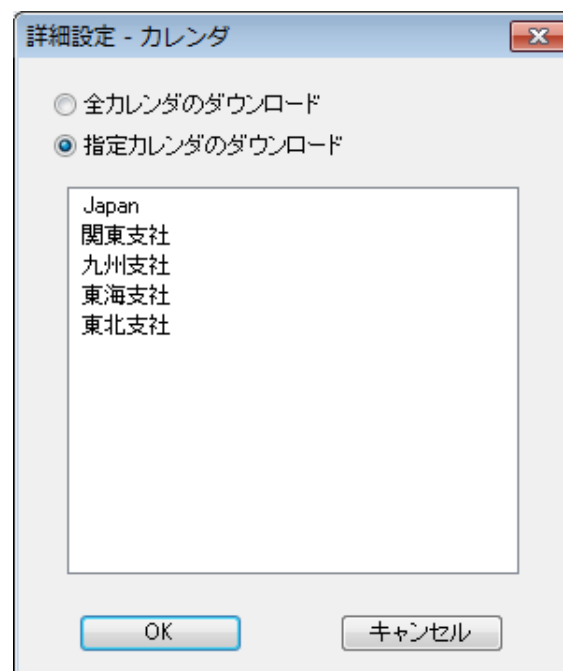 詳細設定 - カレンダ
全カレンダのダウンロード
指定カレンダのダウンロード
Japan
関東支社
九州支社
東海支社
東北支社
OK
キャンセル